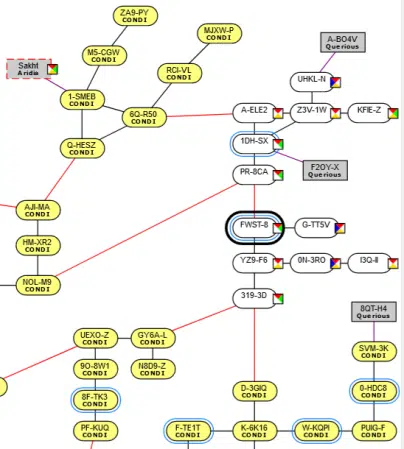 ZA9-PY
CONDI
MJXW-P
CONDI
A-BO4V
Querious
M5-CGW
CONDI
Sakht
Aridia
RCI-VL
CONDI
UHKL-N
1-SMEB
CONDI
6Q-R50
CONDI
A-ELE2
Z3V-1W
KFIE-Z
Q-HESZ
CONDI
1DH-SX
PR-8CA
F2OY-X
Querious
AJI-MA
CONDI
FWST-8
G-TTSV
HM-XR2
CONDI
YZ9-F6
0N-3RO
I3Q-II
NOL-M9
CONDI
319-3D
8QT-H4
Querious
UEXO-Z
CONDI
GY6A-L
CONDI
SVM-3K
CONDI
9O-8W1
CONDI
N8D9-Z
CONDI
8F-TK3
CONDI
D-3GIQ
CONDI
0-HDC8
CONDI
PF-KUQ
CONDI
F-TE1T
CONDI
K-6K16
CONDI
W-KQPI
CONDI
PUIG-F
CONDI